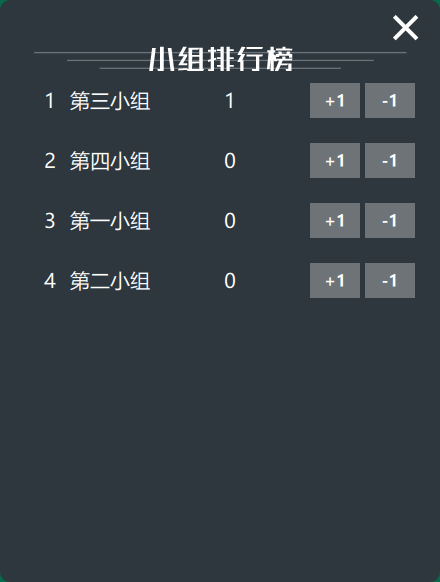 小组排行榜
1 第三小组 1 +1 -1
2 第四小组 0 +1 -1
3 第一小组 0 +1 -1
4 第二小组 0 +1 -1